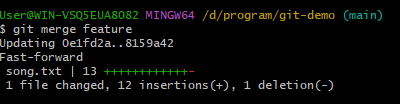 User@WIN-VSQ5EUA8O82 MINGW64 /d/program/git-demo (main)
$ git merge feature
Updating 0e1fd2a..8159a42
Fast-forward
 song.txt | 13 ++++++++++++-
 1 file changed, 12 insertions(+), 1 deletion(-)